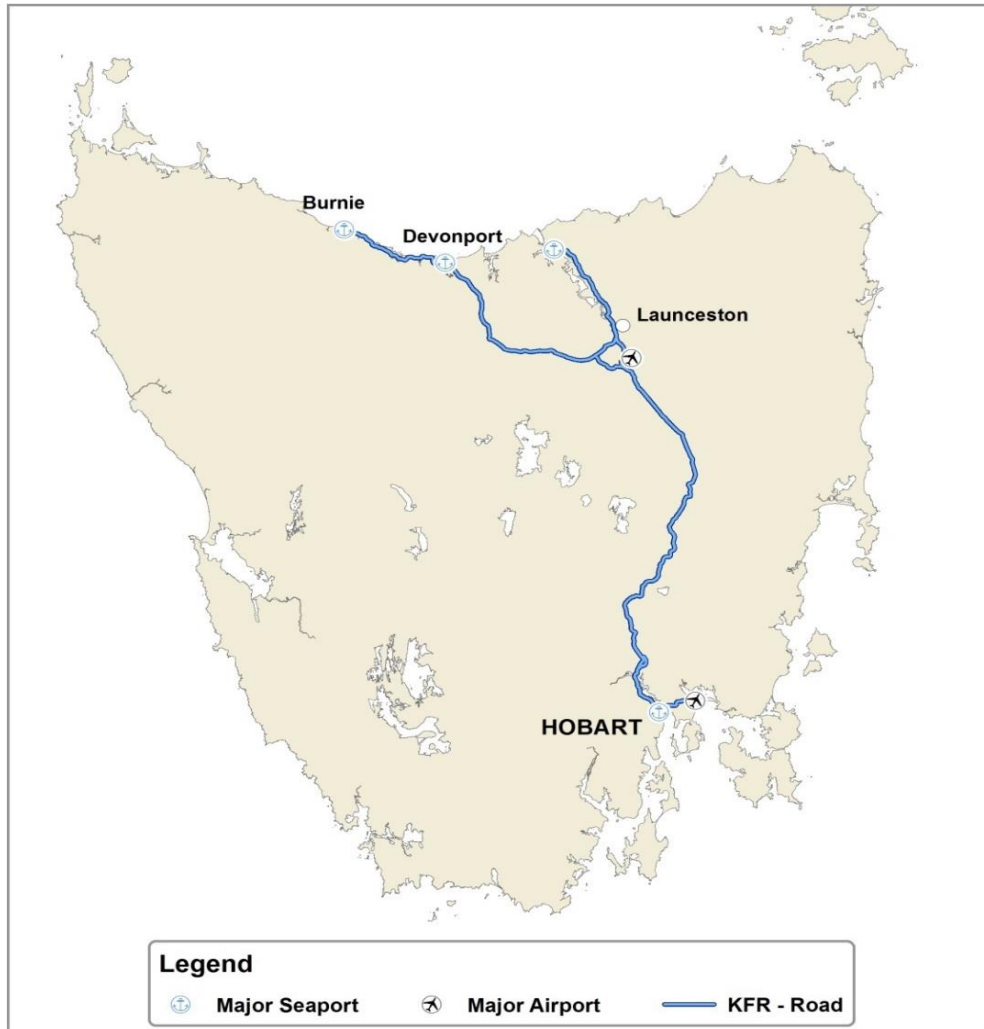 Burnie
Devonport
Launceston
HOBART
Legend
Major Seaport Major Airport KFR - Road